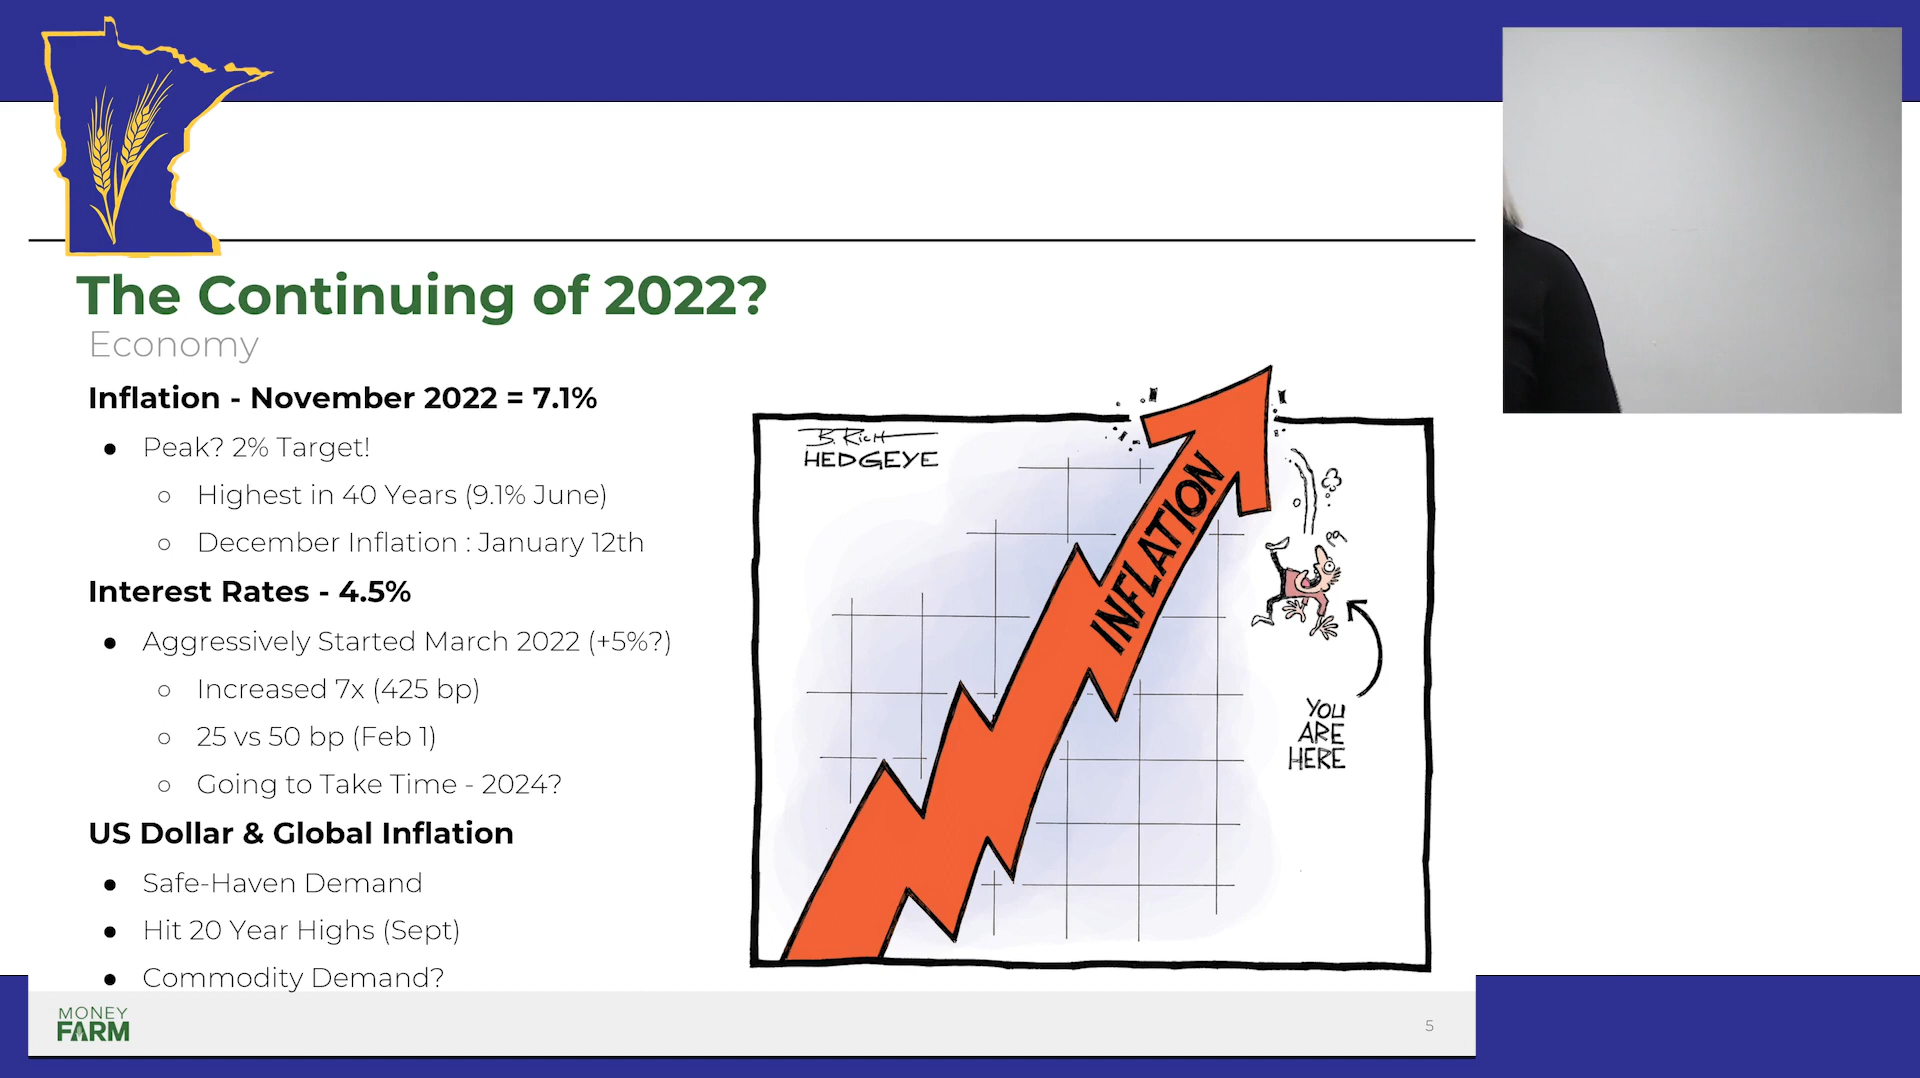 The Continuing of 2022?
Economy
Inflation - November 2022 = 7.1%
● Peak? 2% Target!
○ Highest in 40 Years (9.1% June)
○ December Inflation : January 12th
Interest Rates - 4.5%
● Aggressively Started March 2022 (+5%?)
○ Increased 7x (425 bp)
○ 25 vs 50 bp (Feb 1)
○ Going to Take Time - 2024?
US Dollar & Global Inflation
● Safe-Haven Demand
● Hit 20 Year Highs (Sept)
● Commodity Demand?
B. Rich
HEDGEYE
INFLATION
YOU
ARE
HERE
MONEY
FARM
5